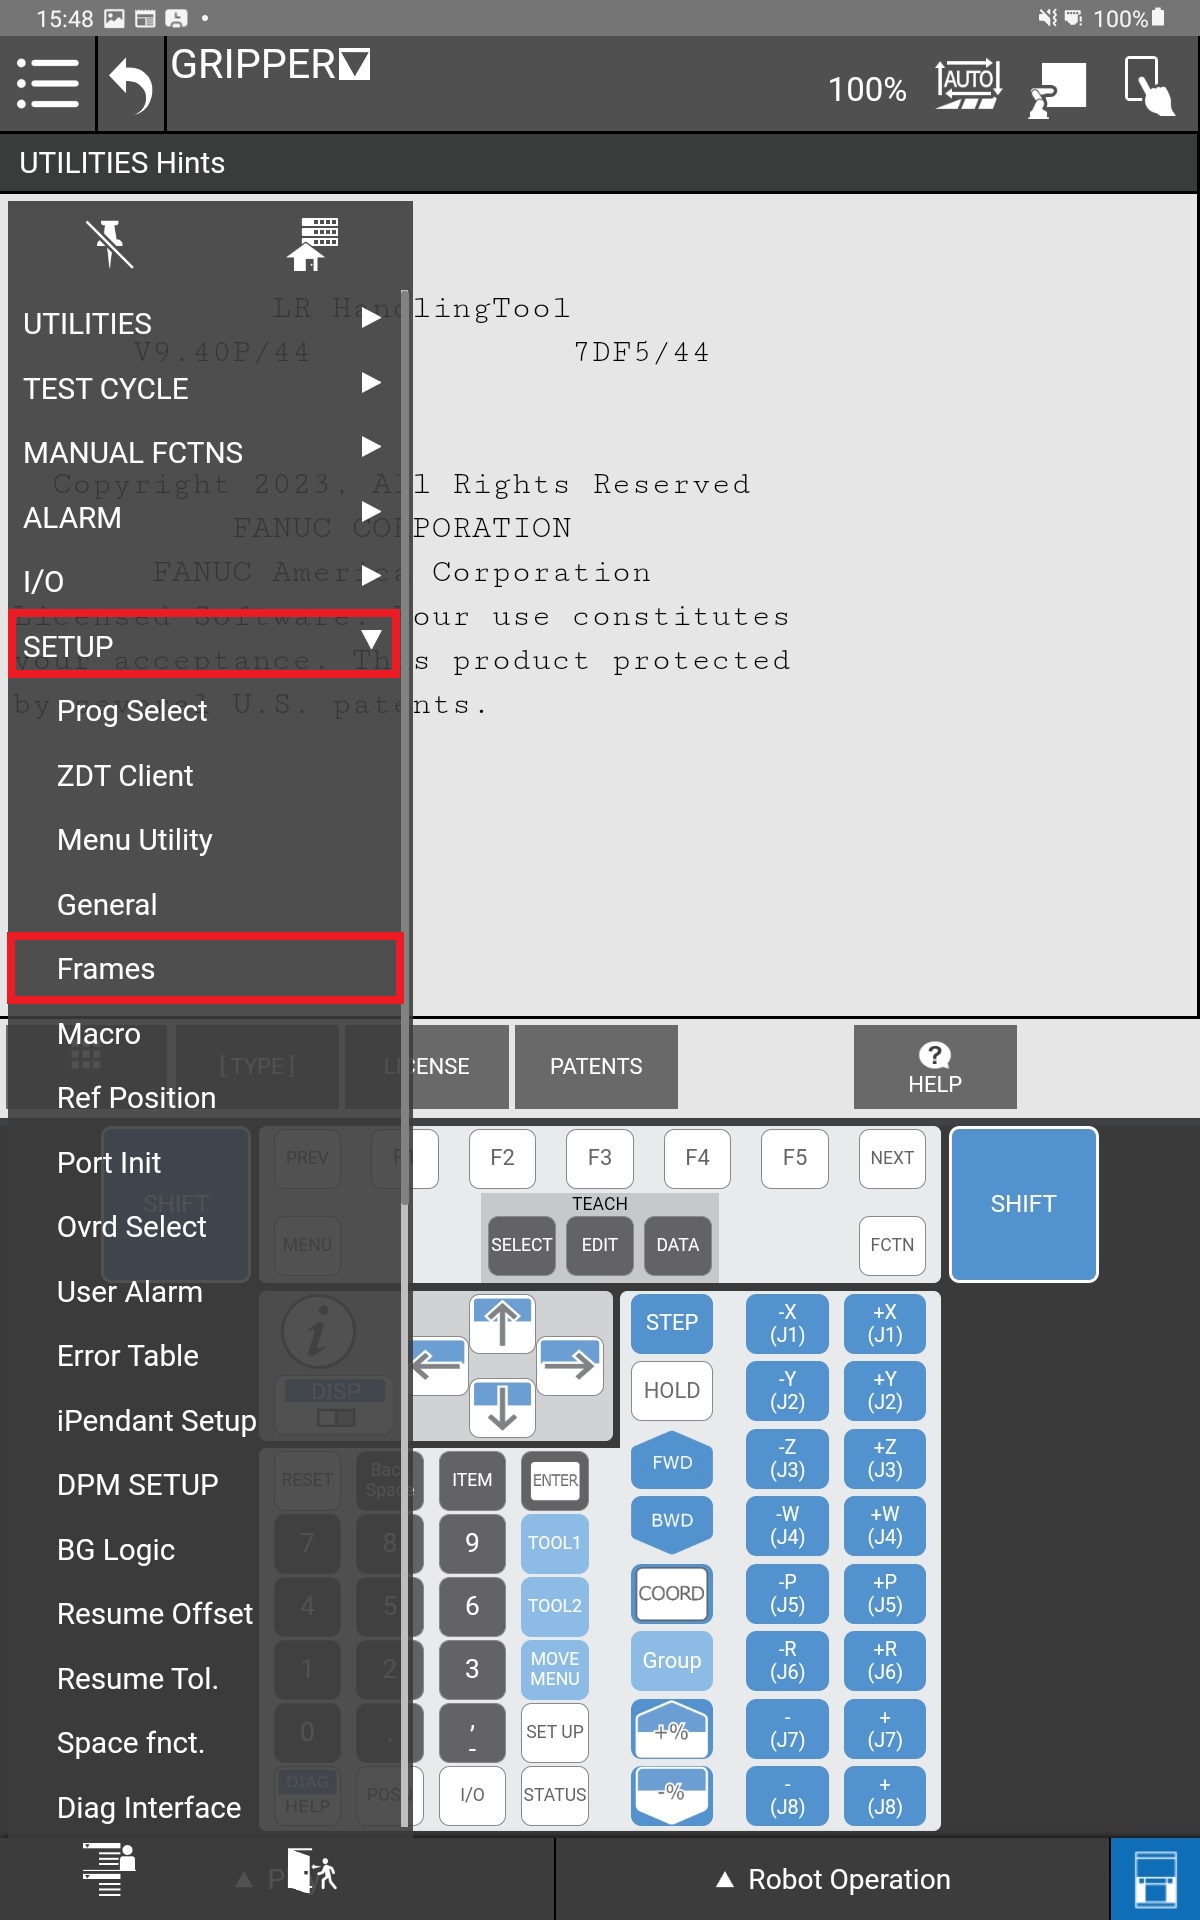 15:48
100%
GRIPPER
100%
AUTO
UTILITIES Hints
LR HandlingTool
UTILITIES
V9.40P/44 7DF5/44
TEST CYCLE
MANUAL FCTNS
Copyright 2023, All Rights Reserved
ALARM
FANUC CORPORATION
FANUC America Corporation
I/O
Licensed Software: Your use constitutes
SETUP
your acceptance. This product protected
by several U.S. patents.
Prog Select
ZDT Client
Menu Utility
General
Frames
Macro
[ TYPE ]
LICENSE
PATENTS
?
HELP
Ref Position
Port Init
PREV
F1
F2
F3
F4
F5
NEXT
SHIFT
SHIFT
TEACH
Ovrd Select
MENU
SELECT
EDIT
DATA
FCTN
User Alarm
i
STEP
-X
(J1)
+X
(J1)
Error Table
DISP
HOLD
-Y
(J2)
+Y
(J2)
iPendant Setup
FWD
-Z
(J3)
+Z
(J3)
DPM SETUP
RESET
Back
Space
ITEM
ENTER
BWD
-W
(J4)
+W
(J4)
BG Logic
7
8
9
TOOL1
COORD
-P
(J5)
+P
(J5)
Resume Offset
4
5
6
TOOL2
Group
-R
(J6)
+R
(J6)
Resume Tol.
1
2
3
MOVE
MENU
+%
-
(J7)
+
(J7)
Space fnct.
0
.
,
-
SET UP
-%
-
(J8)
+
(J8)
Diag Interface
DIAG
HELP
POSN
I/O
STATUS
Robot Operation